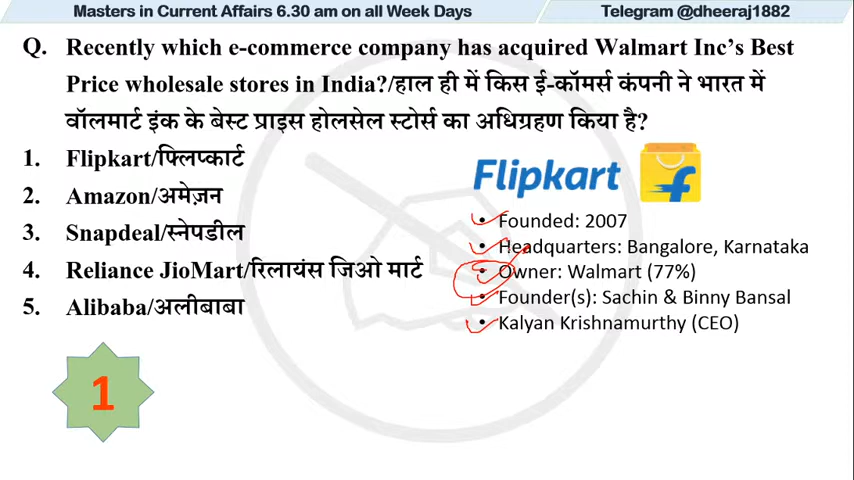 Masters in Current Affairs 6.30 am on all Week Days
Telegram @dheeraj1882
Q. Recently which e-commerce company has acquired Walmart Inc's Best
Price wholesale stores in India?/हाल ही में किस ई-कॉमर्स कंपनी ने भारत में
वॉलमार्ट इंक के बेस्ट प्राइस होलसेल स्टोर्स का अधिग्रहण किया है?
1. Flipkart/फ्लिप्कार्ट
2. Amazon/अमेज़न
3. Snapdeal/स्नेपडील
4. Reliance JioMart/रिलायंस जिओ मार्ट
5. Alibaba/अलीबाबा
Flipkart
f
• Founded: 2007
• Headquarters: Bangalore, Karnataka
• Owner: Walmart (77%)
• Founder(s): Sachin & Binny Bansal
• Kalyan Krishnamurthy (CEO)
1